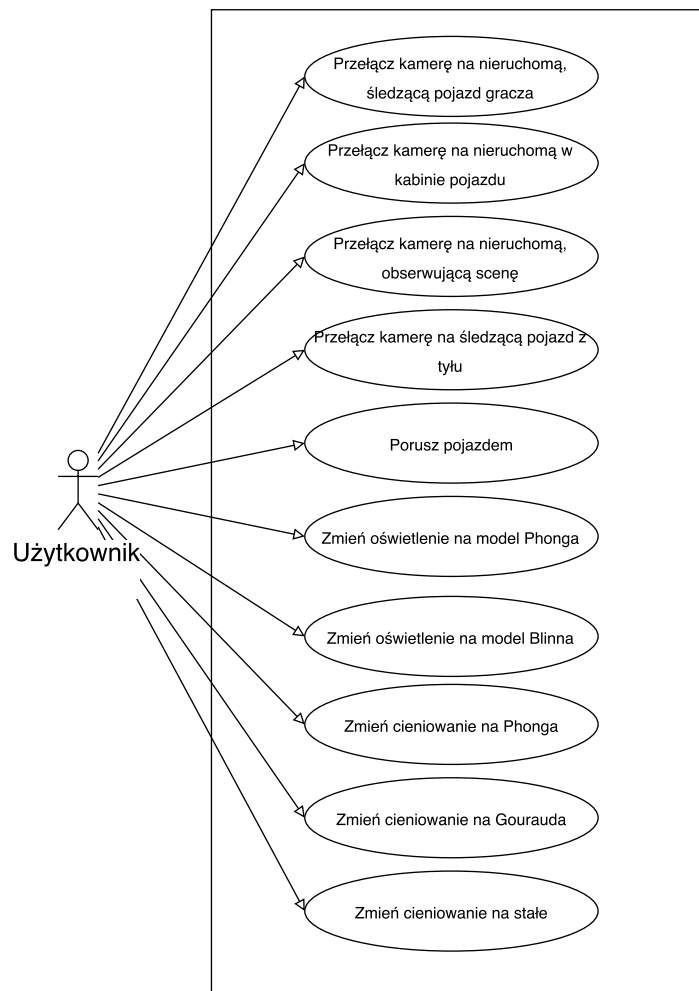 Przełącz kamerę na nieruchomą,
śledzącą pojazd gracza
Przełącz kamerę na nieruchomą w
kabinie pojazdu
Przełącz kamerę na nieruchomą,
obserwującą scenę
Przełącz kamerę na śledzącą pojazd z
tyłu
Porusz pojazdem
Zmień oświetlenie na model Phonga
Użytkownik
Zmień oświetlenie na model Blinna
Zmień cieniowanie na Phonga
Zmień cieniowanie na Gourauda
Zmień cieniowanie na stałe